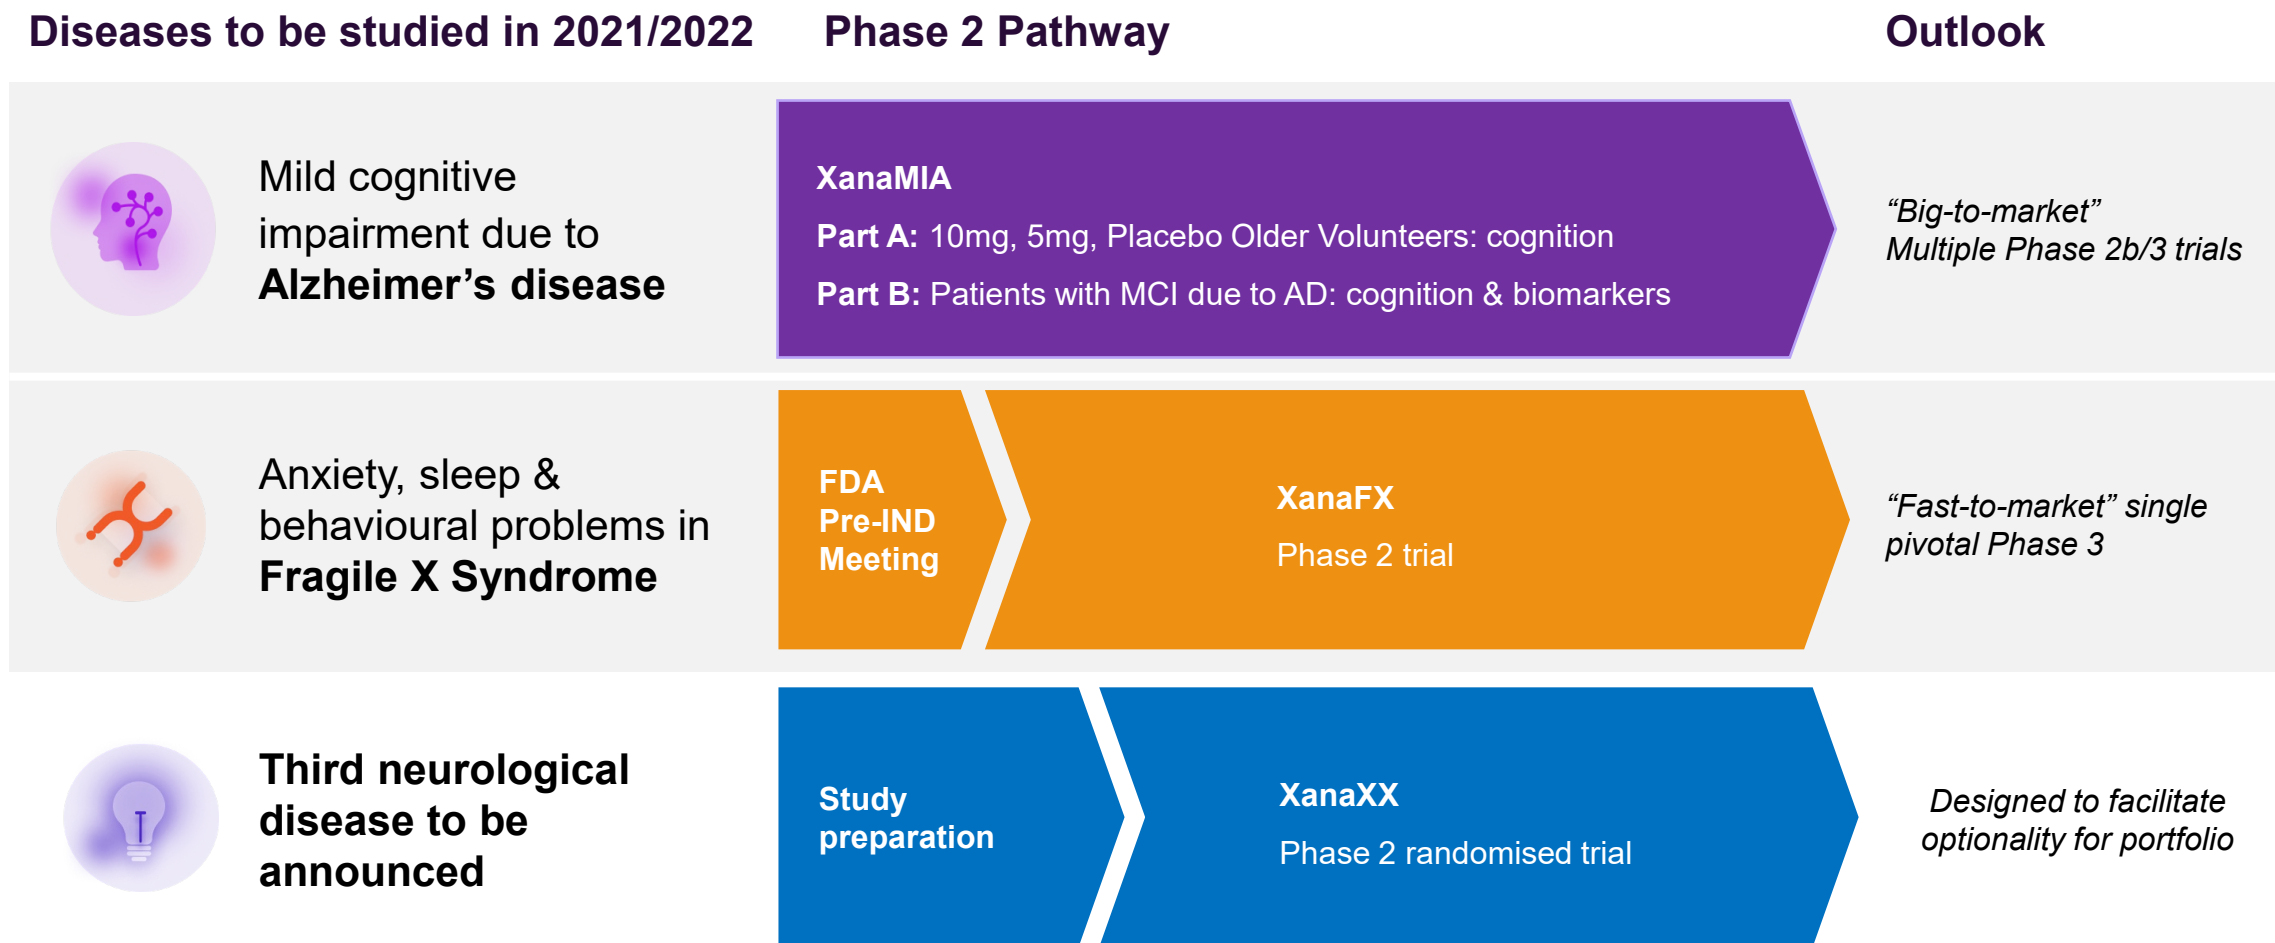 Diseases to be studied in 2021/2022
Phase 2 Pathway
Outlook
Mild cognitive
impairment due to
Alzheimer’s disease
XanaMIA
Part A: 10mg, 5mg, Placebo Older Volunteers: cognition
Part B: Patients with MCI due to AD: cognition & biomarkers
“Big-to-market”
Multiple Phase 2b/3 trials
Anxiety, sleep &
behavioural problems in
Fragile X Syndrome
FDA
Pre-IND
Meeting
XanaFX
Phase 2 trial
“Fast-to-market” single
pivotal Phase 3
Third neurological
disease to be
announced
Study
preparation
XanaXX
Phase 2 randomised trial
Designed to facilitate
optionality for portfolio